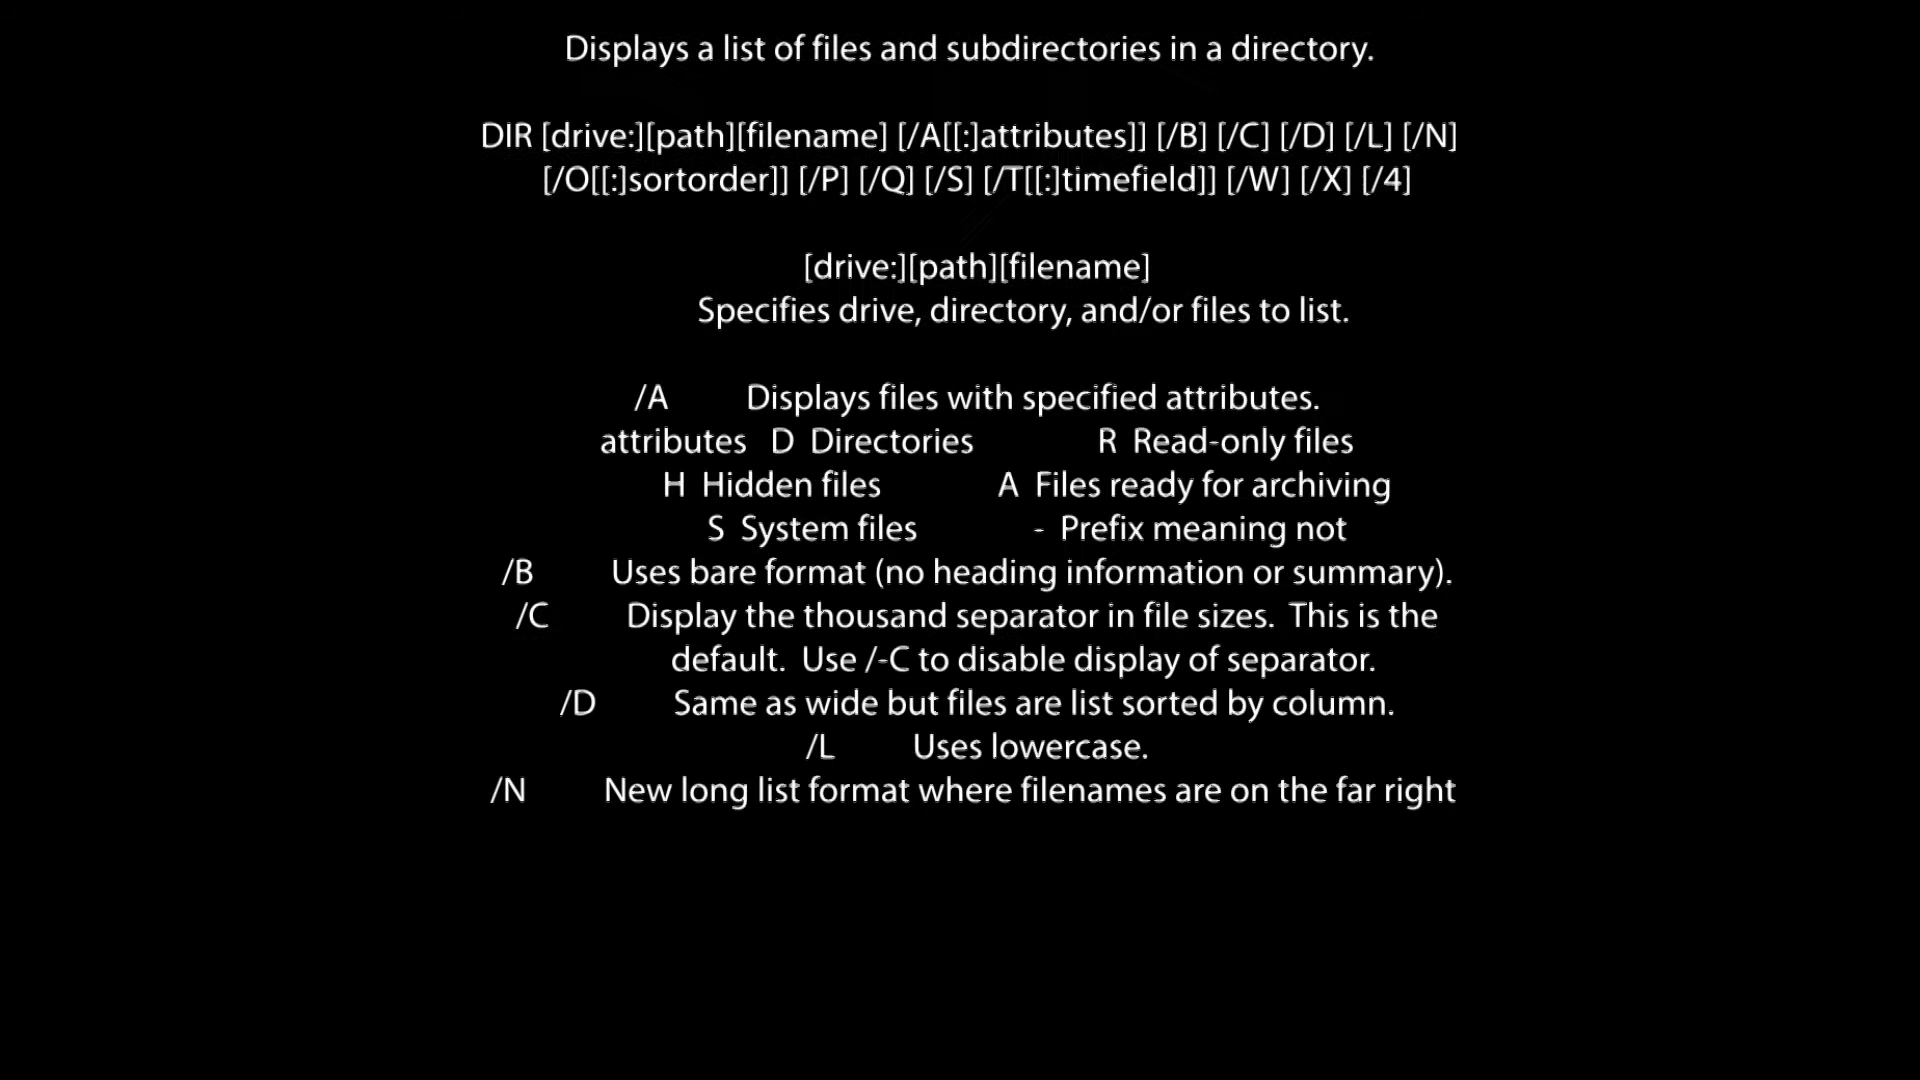 Displays a list of files and subdirectories in a directory.
DIR [drive:][path][filename] [/A[[:]attributes]] [/B] [/C] [/D] [/L] [/N]
[/O[[:]sortorder]] [/P] [/Q] [/S] [/T[[:]timefield]] [/W] [/X] [/4]
[drive:][path][filename]
Specifies drive, directory, and/or files to list.
/A Displays files with specified attributes.
attributes D Directories R Read-only files
H Hidden files A Files ready for archiving
S System files - Prefix meaning not
/B Uses bare format (no heading information or summary).
/C Display the thousand separator in file sizes. This is the
default. Use /-C to disable display of separator.
/D Same as wide but files are list sorted by column.
/L Uses lowercase.
/N New long list format where filenames are on the far right